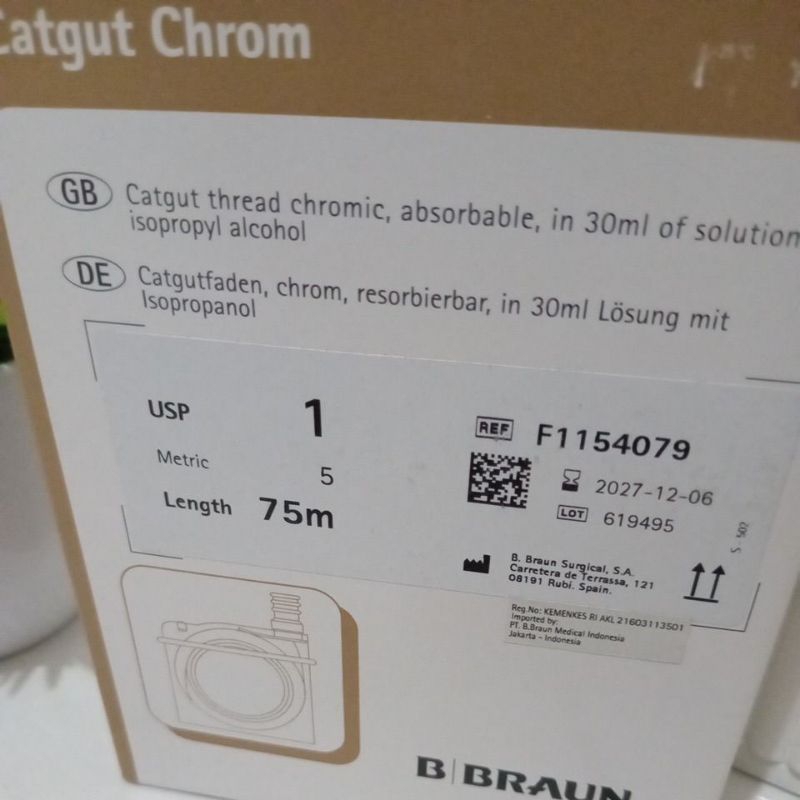 Catgut Chrom
GB Catgut thread chromic, absorbable, in 30ml of solution
isopropyl alcohol
DE Catgutfaden, chrom, resorbierbar, in 30ml Lösung mit
Isopropanol
USP 1
Metric 5
Length 75m
REF F1154079
2027-12-06
LOT 619495
S 502
B. Braun Surgical, S.A.
Carretera de Terrassa, 121
08191 Rubi. Spain.
Reg.No: KEMENKES RI AKL 21603113501
Imported by:
PT. B.Braun Medical Indonesia
Jakarta - Indonesia
B BRAUN